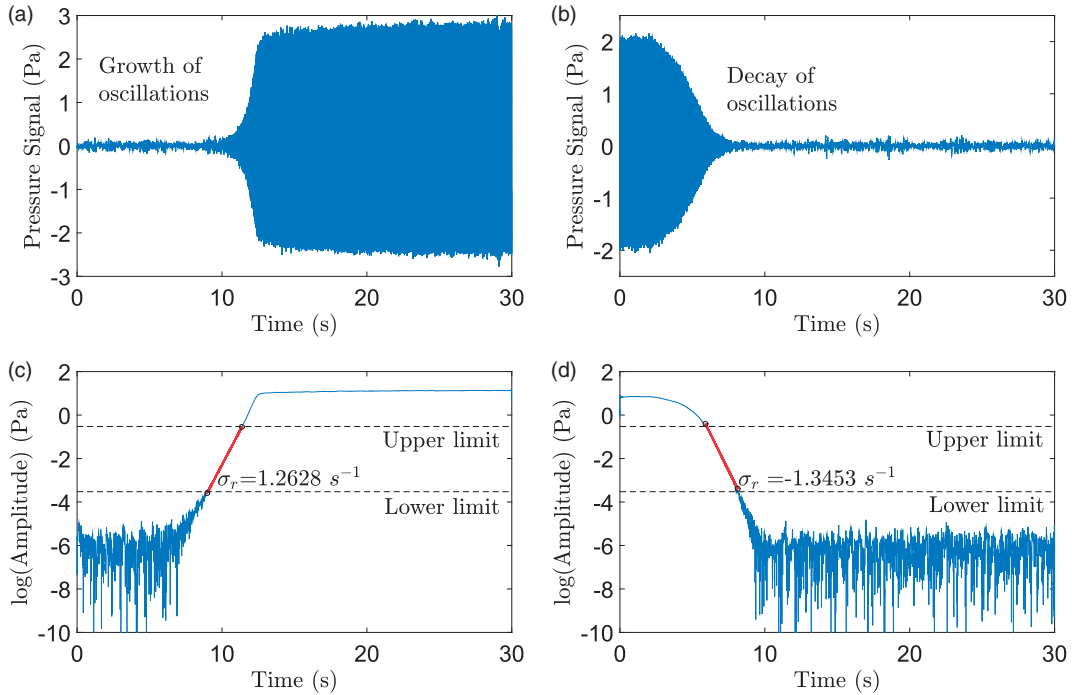 (a)
Pressure Signal (Pa)
3
2
1
0
-1
-2
-3
Growth of
oscillations
0
10
20
30
Time (s)
(b)
Pressure Signal (Pa)
2
1
0
-1
-2
Decay of
oscillations
0
10
20
30
Time (s)
(c)
log(Amplitude) (Pa)
2
0
-2
-4
-6
-8
-10
Upper limit
σr=1.2628 s−1
Lower limit
0
10
20
30
Time (s)
(d)
log(Amplitude) (Pa)
2
0
-2
-4
-6
-8
-10
Upper limit
σr =-1.3453 s−1
Lower limit
0
10
20
30
Time (s)